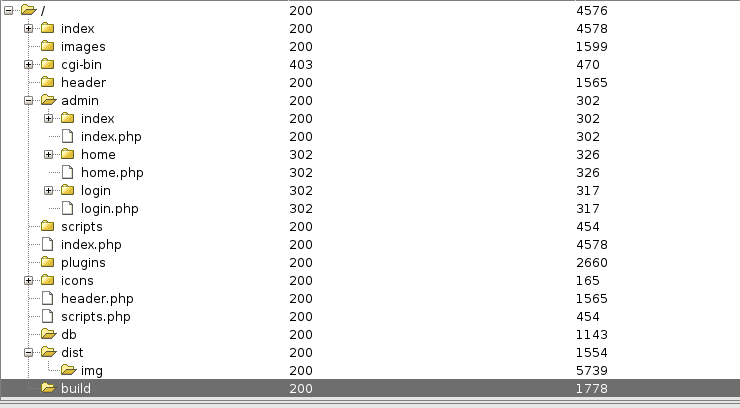 / 200 4576
index 200 4578
images 200 1599
cgi-bin 403 470
header 200 1565
admin 200 302
index 200 302
index.php 200 302
home 302 326
home.php 302 326
login 302 317
login.php 302 317
scripts 200 454
index.php 200 4578
plugins 200 2660
icons 200 165
header.php 200 1565
scripts.php 200 454
db 200 1143
dist 200 1554
img 200 5739
build 200 1778